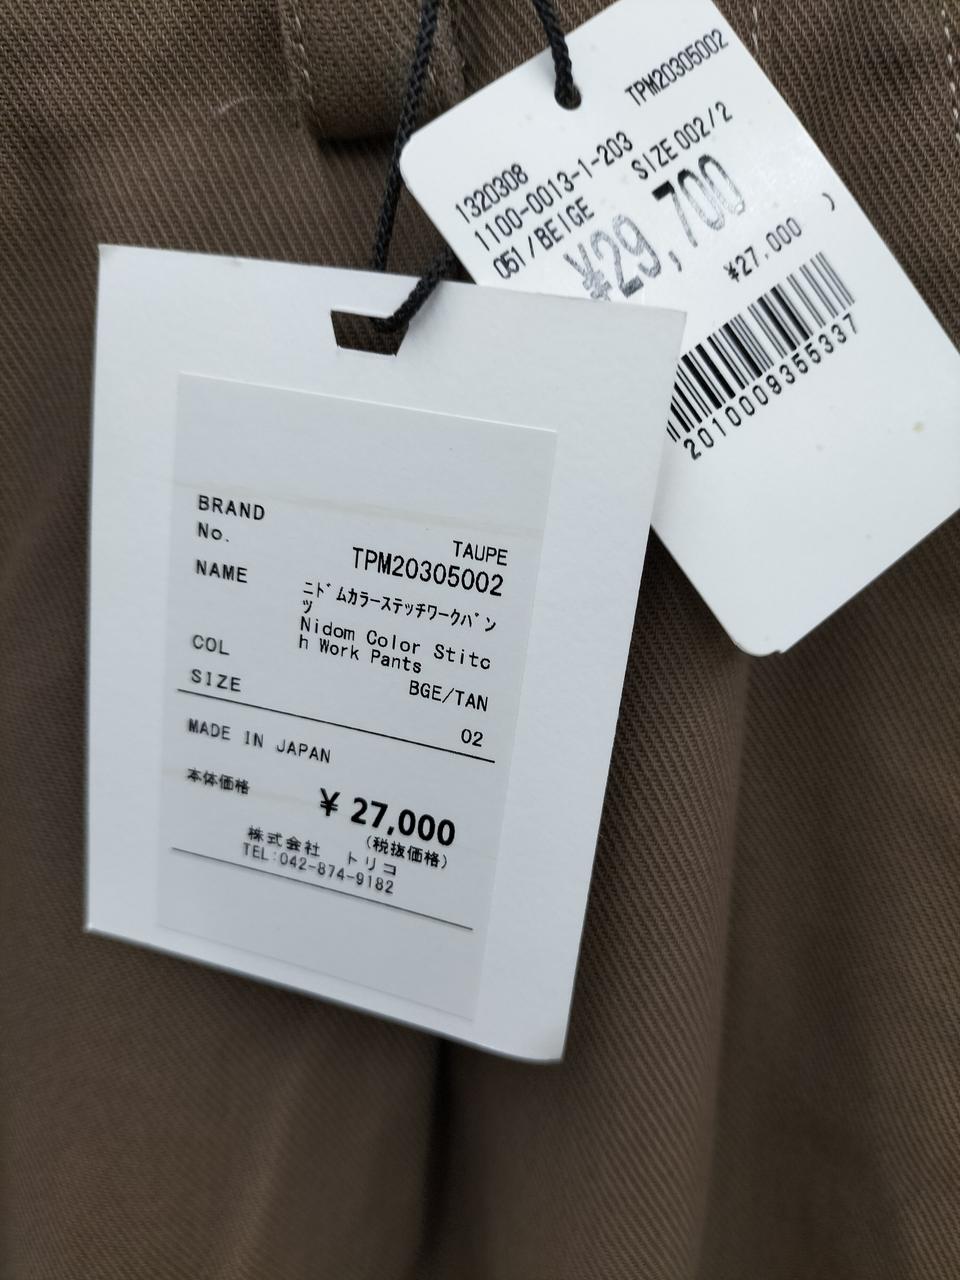 TPM20305002
1320308
1100-0013-1-203
051/BEIGE
SIZE 002/2
¥29,700
¥27,000 )
2010009355337
BRAND TAUPE
No. TPM20305002
NAME ニドムカラーステッチワークパン
ツ
Nidom Color Stitc
h Work Pants
COL BGE/TAN
SIZE 02
MADE IN JAPAN
本体価格 ¥ 27,000
(税抜価格)
株式会社 トリコ
TEL:042-874-9182